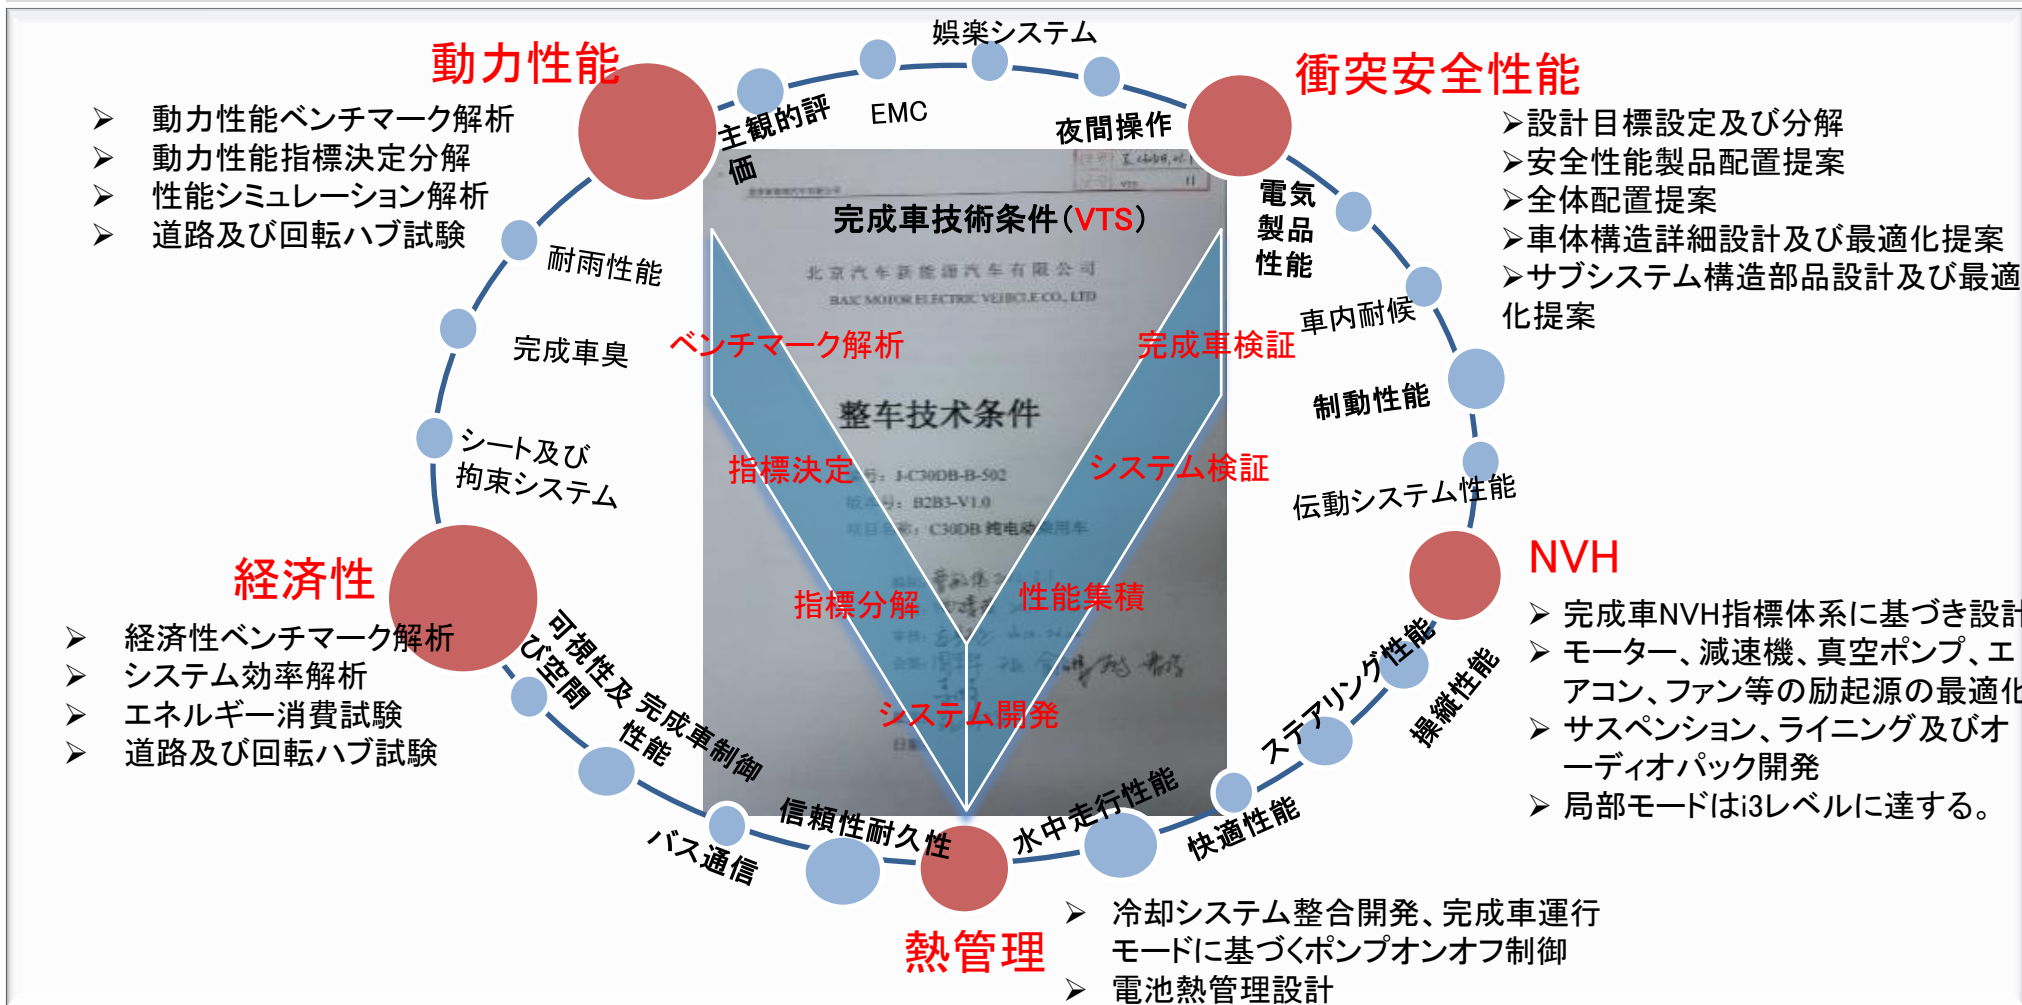 娯楽システム
動力性能
衝突安全性能
➢ 動力性能ベンチマーク解析
➢ 動力性能指標決定分解
➢ 性能シミュレーション解析
➢ 道路及び回転ハブ試験
主観的評
価
EMC
夜間操作
➢設計目標設定及び分解
➢安全性能製品配置提案
➢全体配置提案
➢車体構造詳細設計及び最適化提案
➢サブシステム構造部品設計及び最適
化提案
電気
製品
性能
完成車技術条件(VTS)
北京汽车新能源汽车有限公司
BAIC MOTOR ELECTRIC VEHICLE CO., LTD
耐雨性能
完成車臭
シート及び
拘束システム
車内耐候
制動性能
伝動システム性能
ベンチマーク解析
完成車検証
整车技术条件
指標決定
システム検証
号: J-C30DB-B-502
号: B2B3-V1.0
C30DB 纯电动乘用车
指標分解
性能集積
システム開発
経済性
➢ 経済性ベンチマーク解析
➢ システム効率解析
➢ エネルギー消費試験
➢ 道路及び回転ハブ試験
可視性及
び空間
完成車制御
性能
バス通信
信頼性耐久性
水中走行性能
快適性能
ステアリング性能
操縦性能
NVH
➢ 完成車NVH指標体系に基づき設計
➢ モーター、減速機、真空ポンプ、エ
アコン、ファン等の励起源の最適化
➢ サスペンション、ライニング及びオ
ーディオパック開発
➢ 局部モードはi3レベルに達する。
熱管理
➢ 冷却システム整合開発、完成車運行
モードに基づくポンプオンオフ制御
➢ 電池熱管理設計